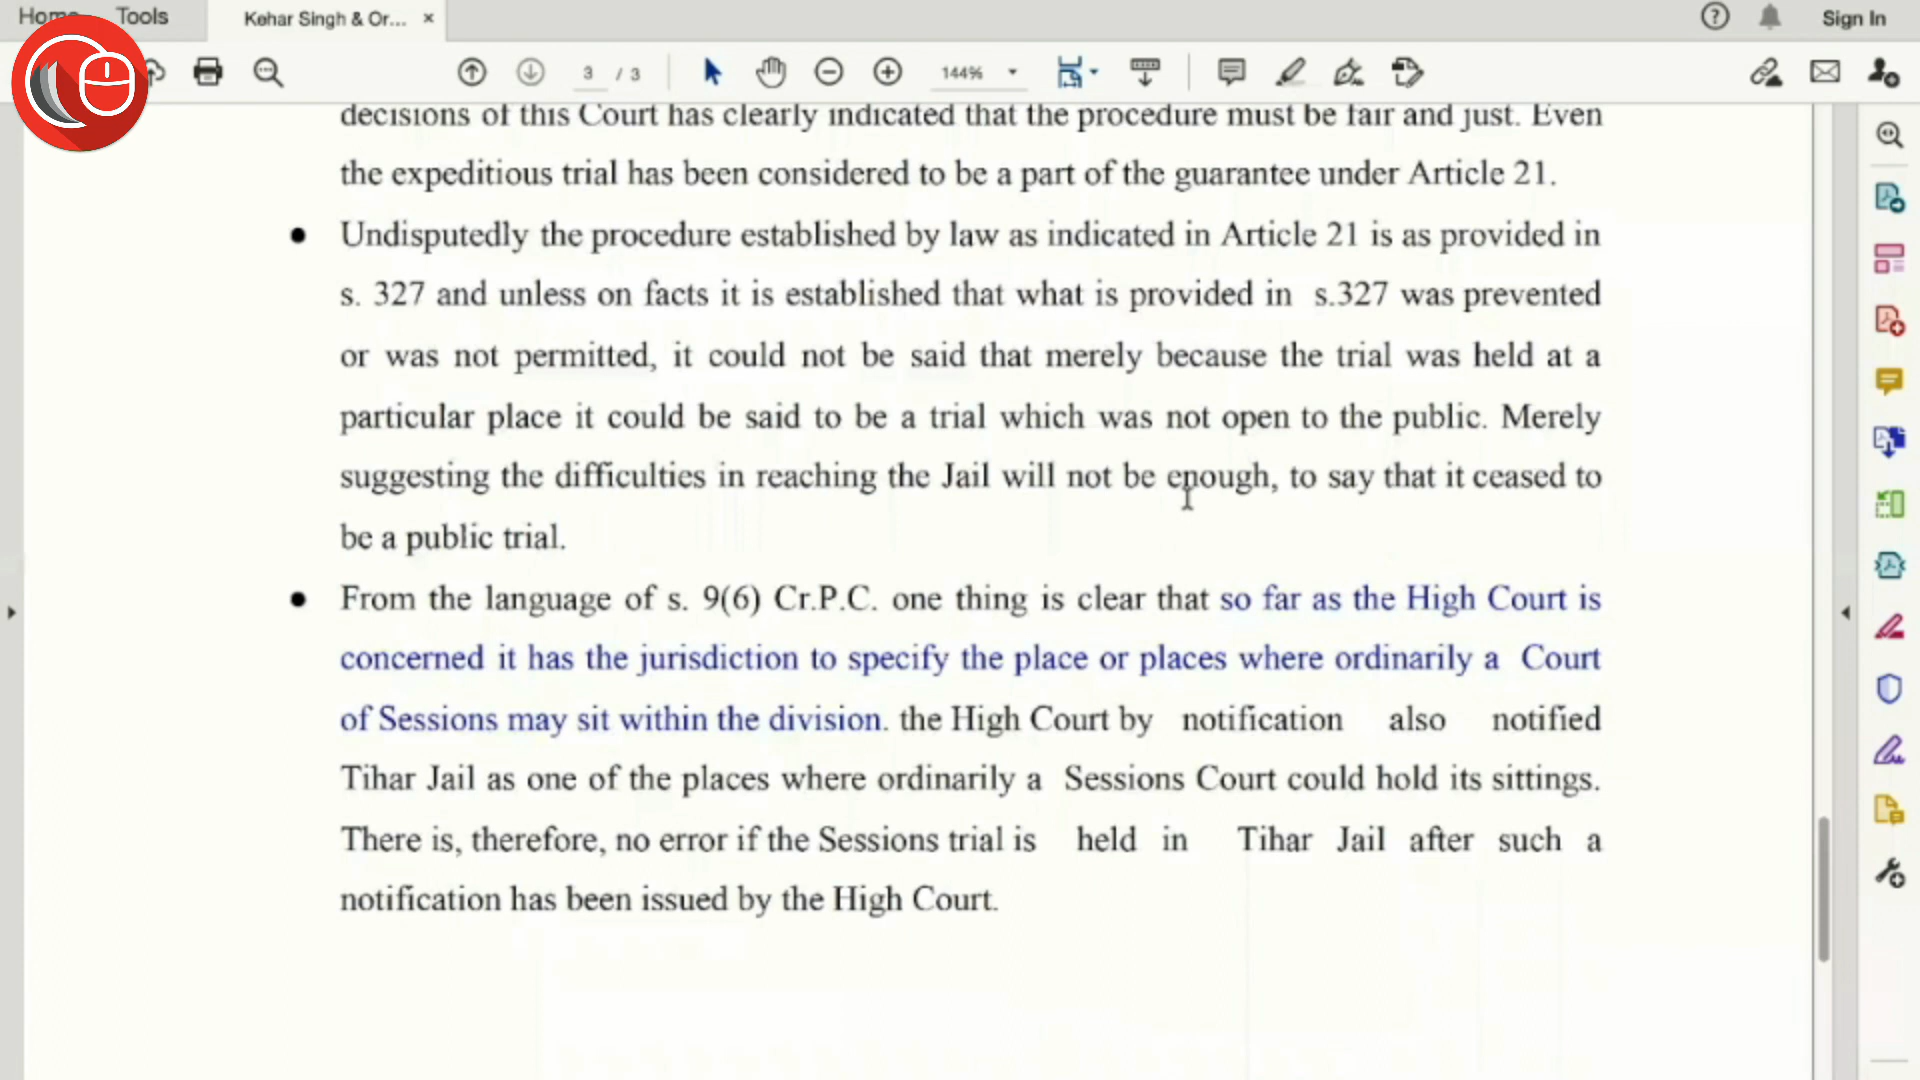 Home Tools Kehar Singh & Or... × Sign In
3 / 3 144%
decisions of this Court has clearly indicated that the procedure must be fair and just. Even
the expeditious trial has been considered to be a part of the guarantee under Article 21.
● Undisputedly the procedure established by law as indicated in Article 21 is as provided in
s. 327 and unless on facts it is established that what is provided in s.327 was prevented
or was not permitted, it could not be said that merely because the trial was held at a
particular place it could be said to be a trial which was not open to the public. Merely
suggesting the difficulties in reaching the Jail will not be enough, to say that it ceased to
be a public trial.
● From the language of s. 9(6) Cr.P.C. one thing is clear that so far as the High Court is
concerned it has the jurisdiction to specify the place or places where ordinarily a Court
of Sessions may sit within the division. the High Court by notification also notified
Tihar Jail as one of the places where ordinarily a Sessions Court could hold its sittings.
There is, therefore, no error if the Sessions trial is held in Tihar Jail after such a
notification has been issued by the High Court.